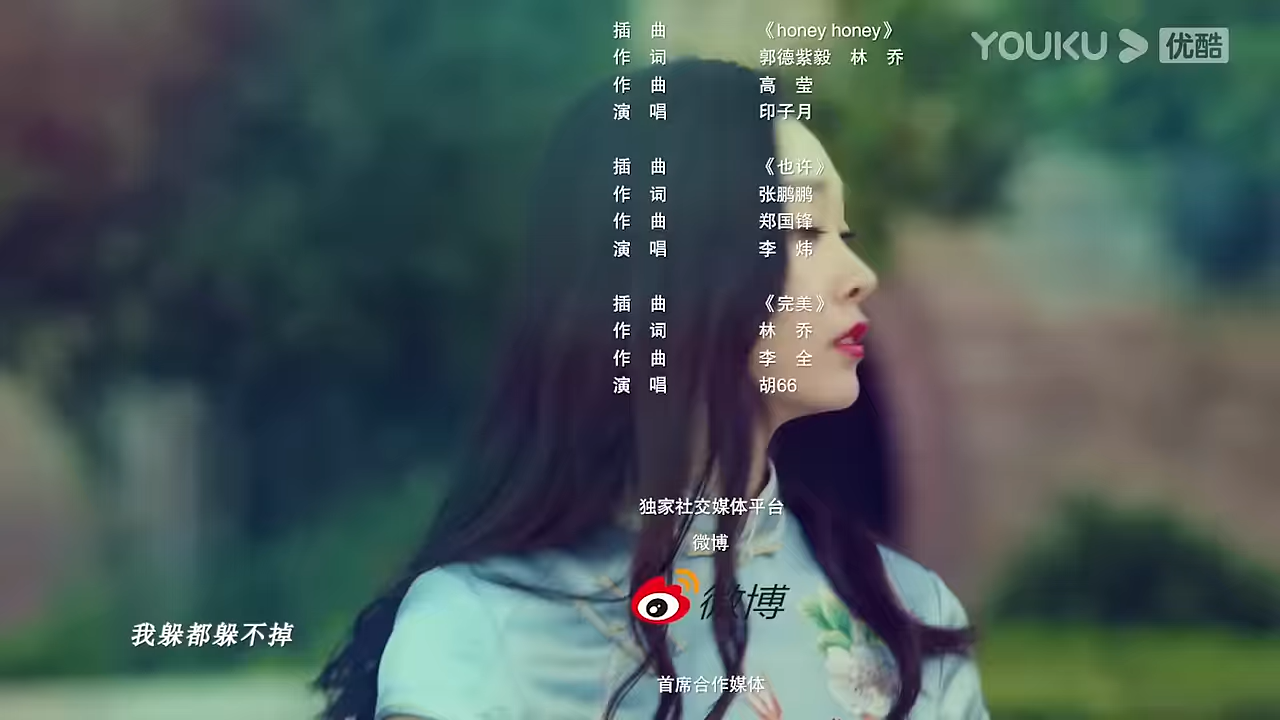 插 曲 《honey honey》
作 词 郭德紫毅 林 乔
作 曲 高 莹
演 唱 印子月
插 曲 《也许》
作 词 张鹏鹏
作 曲 郑国锋
演 唱 李 炜
插 曲 《完美》
作 词 林 乔
作 曲 李 全
演 唱 胡66
独家社交媒体平台
微博
微博
首席合作媒体
我躲都躲不掉
YOUKU 优酷